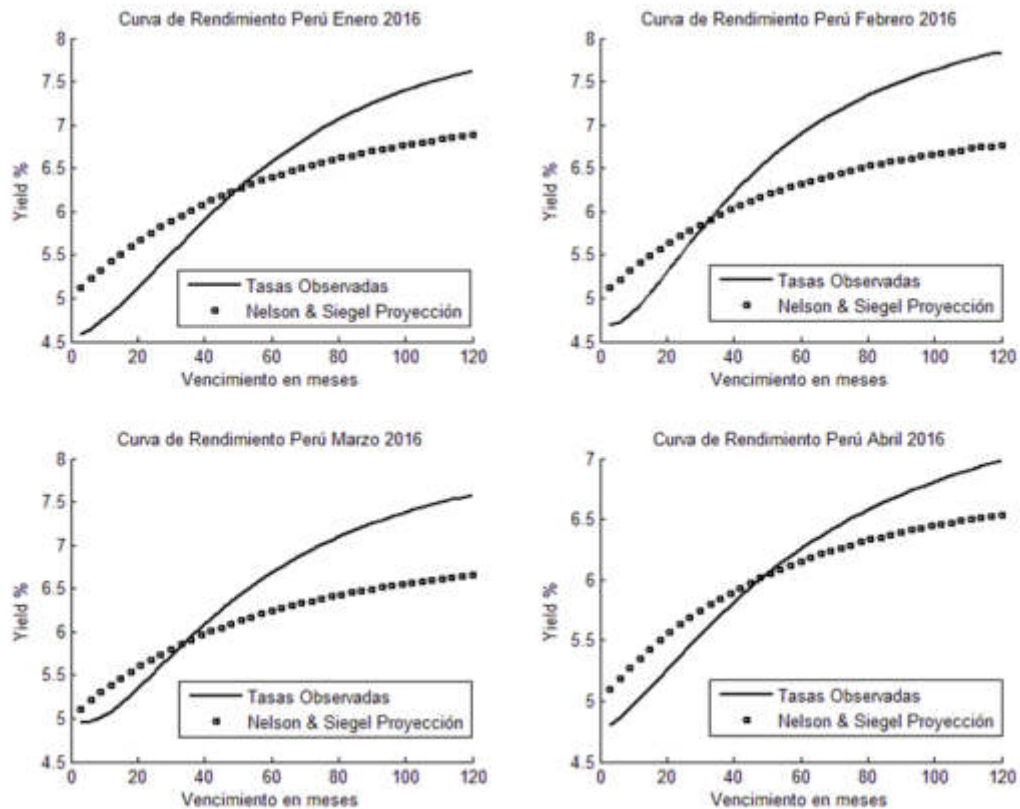 Curva de Rendimiento Perú Enero 2016
8
7.5
7
6.5
6
5.5
5
4.5
Yield %
Tasas Observadas
Nelson & Siegel Proyección
0 20 40 60 80 100 120
Vencimiento en meses
Curva de Rendimiento Perú Febrero 2016
8
7.5
7
6.5
6
5.5
5
4.5
Yield %
Tasas Observadas
Nelson & Siegel Proyección
0 20 40 60 80 100 120
Vencimiento en meses
Curva de Rendimiento Perú Marzo 2016
8
7.5
7
6.5
6
5.5
5
4.5
Yield %
Tasas Observadas
Nelson & Siegel Proyección
0 20 40 60 80 100 120
Vencimiento en meses
Curva de Rendimiento Perú Abril 2016
7
6.5
6
5.5
5
4.5
Yield %
Tasas Observadas
Nelson & Siegel Proyección
0 20 40 60 80 100 120
Vencimiento en meses